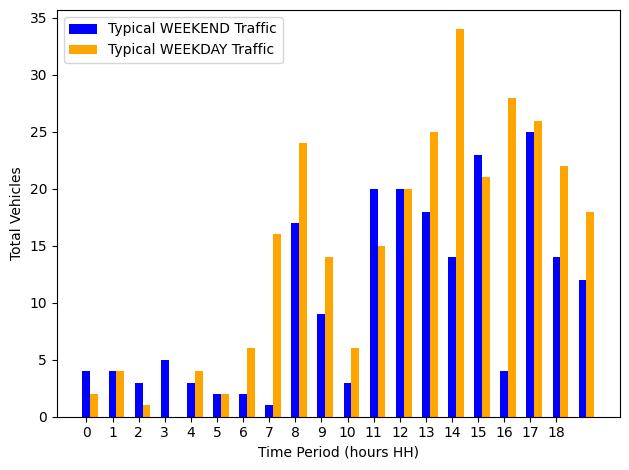 Typical WEEKEND Traffic
Typical WEEKDAY Traffic
35
30
25
20
15
10
5
0
Total Vehicles
0 1 2 3 4 5 6 7 8 9 10 11 12 13 14 15 16 17 18
Time Period (hours HH)